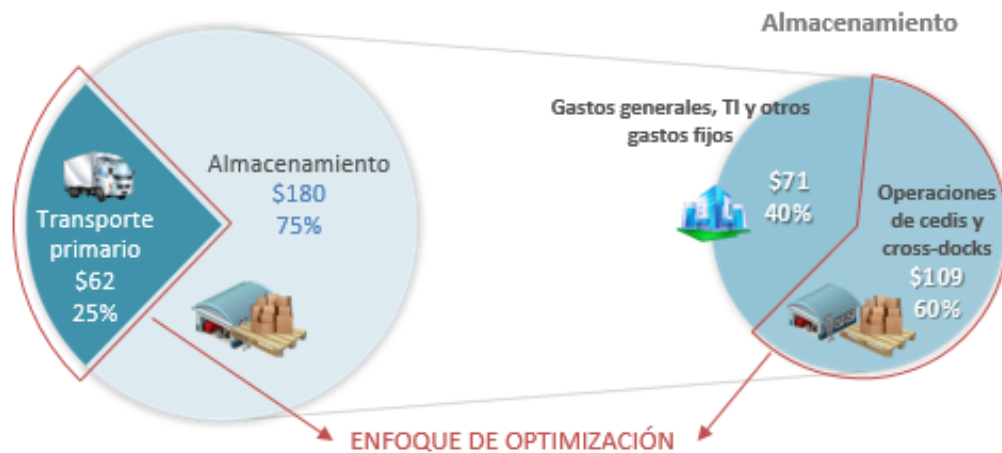 Almacenamiento
Gastos generales, TI y otros
gastos fijos
$71
40%
Operaciones
de cedis y
cross-docks
$109
60%
Almacenamiento
$180
75%
Transporte
primario
$62
25%
ENFOQUE DE OPTIMIZACIÓN